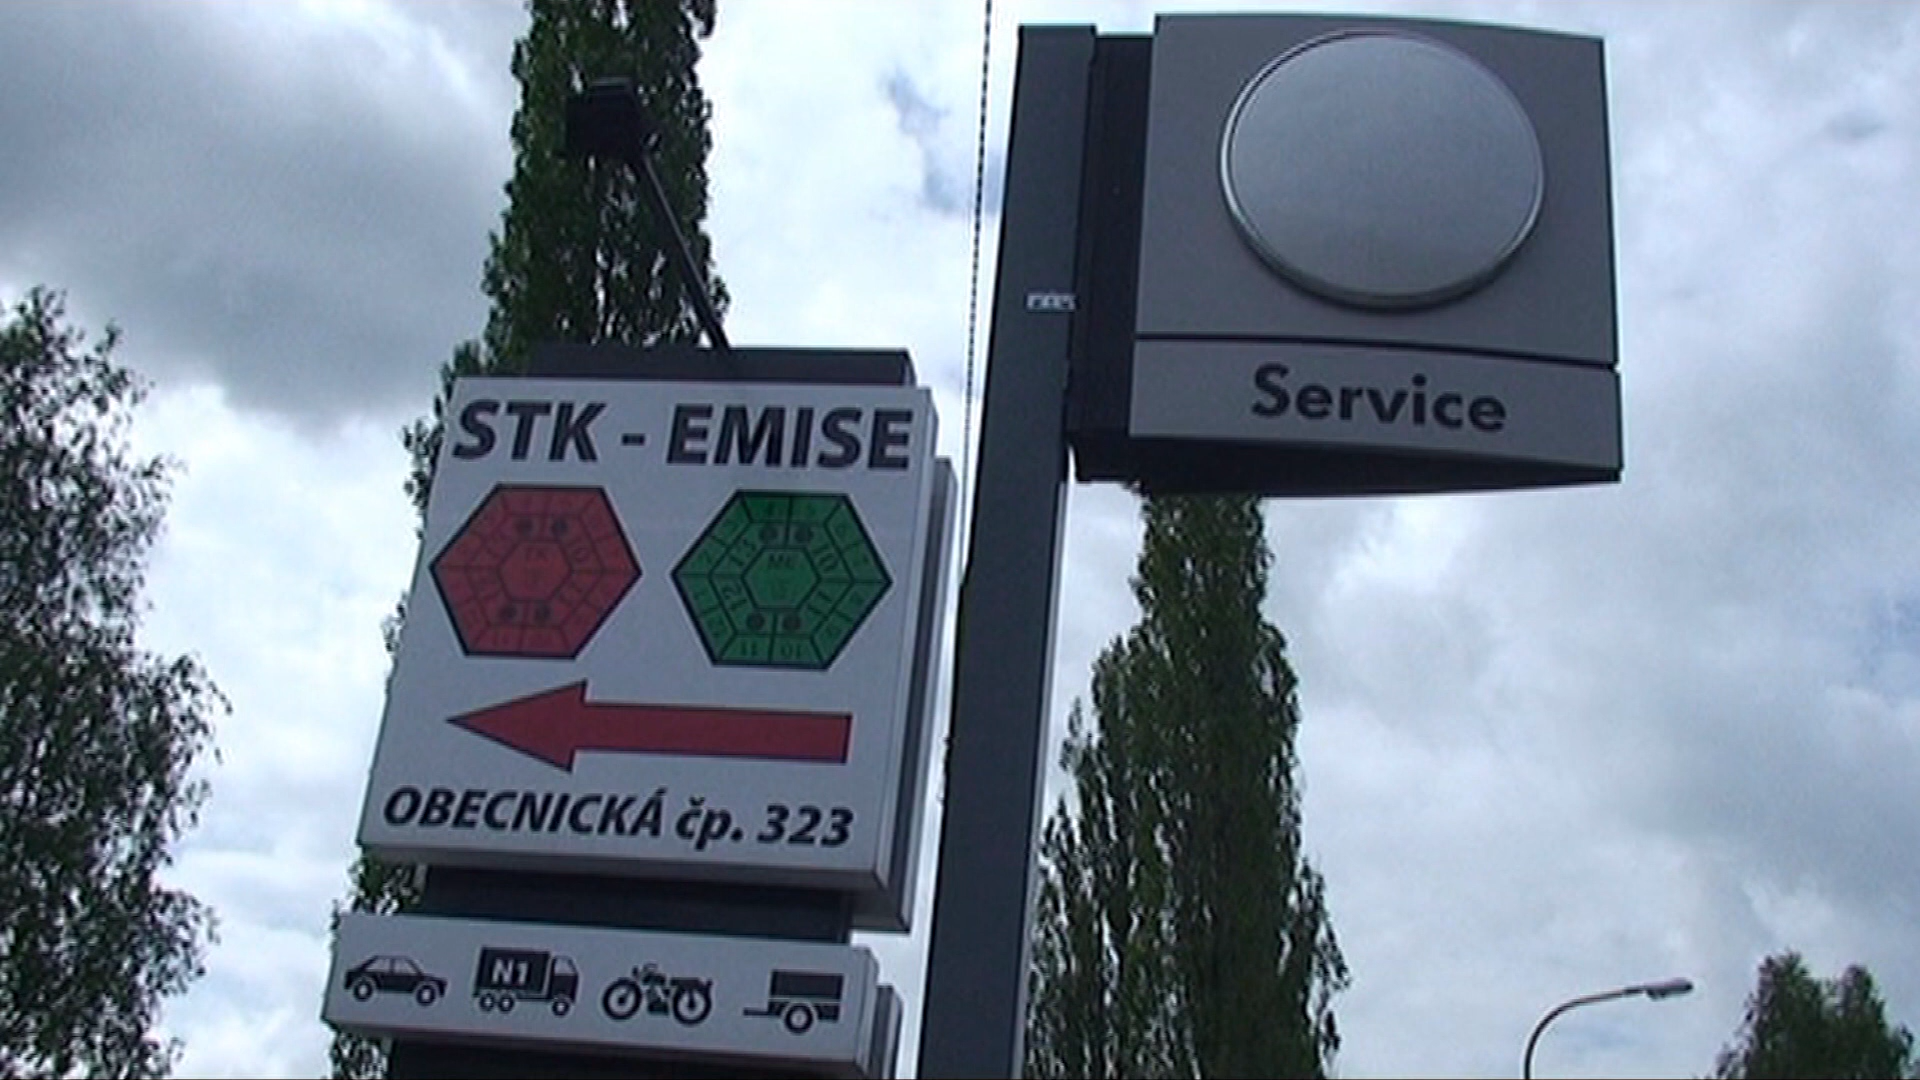 STK - EMISE
OBECNICKÁ čp. 323
N1
Service